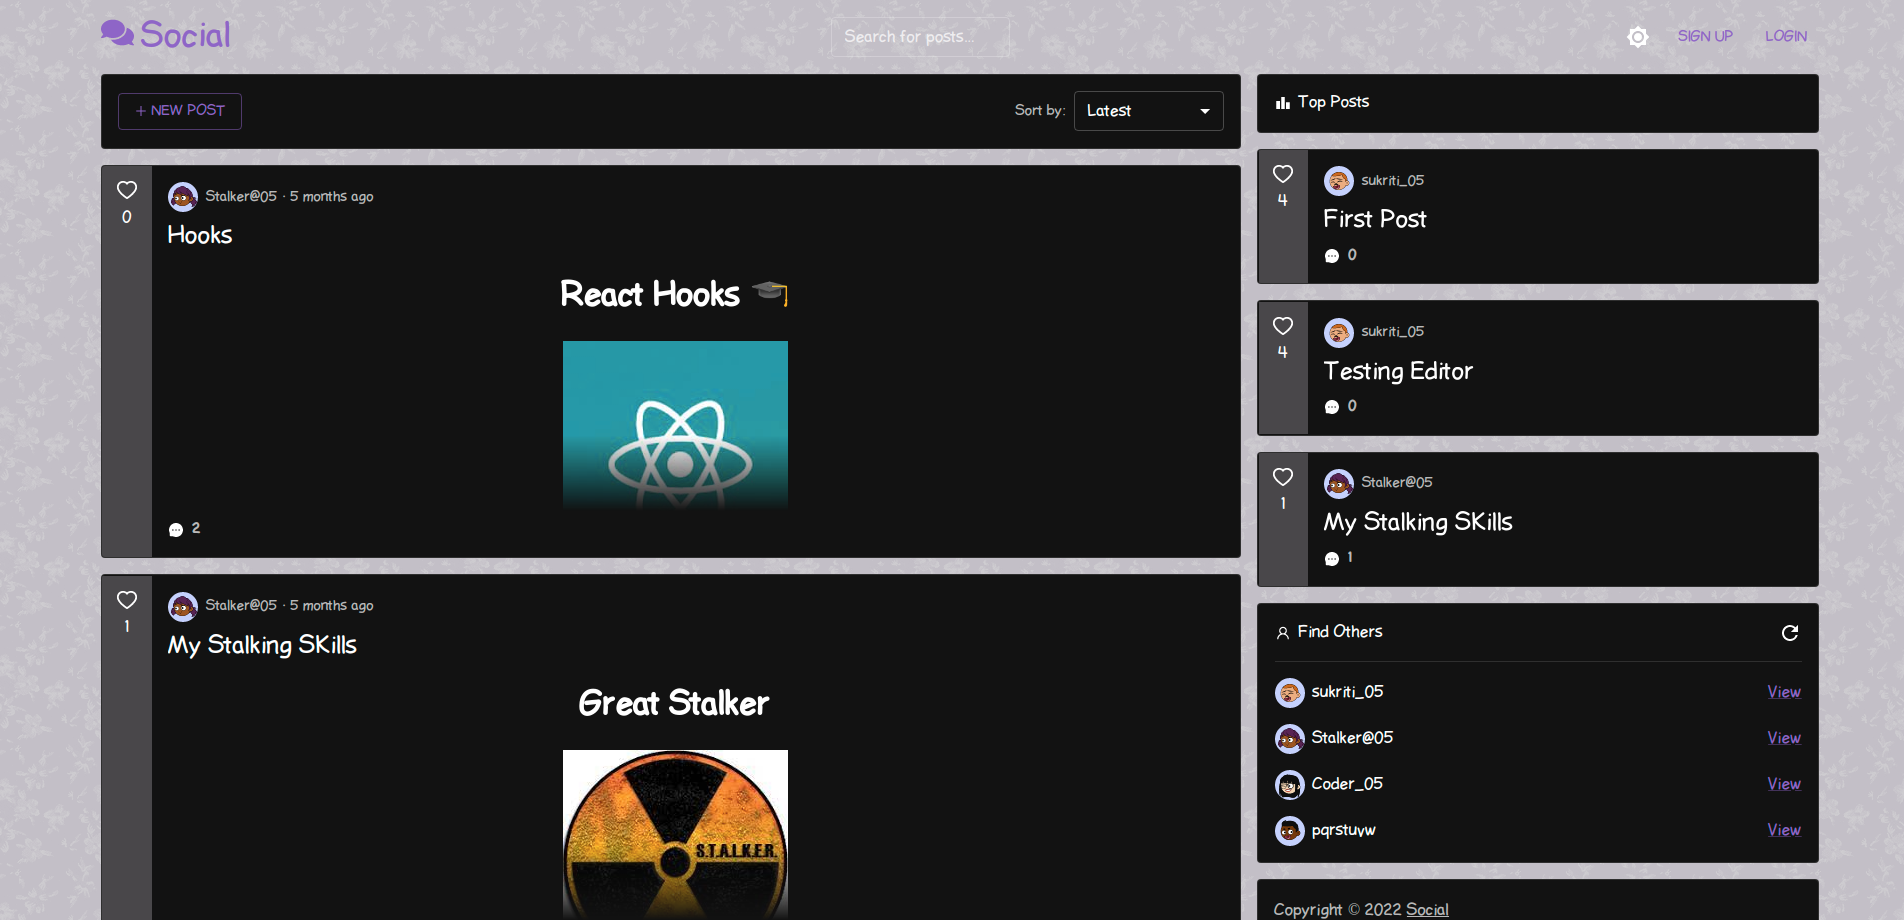 Social
Search for posts...
SIGN UP
LOGIN
+ NEW POST
Sort by:
Latest
0
Stalker@05 · 5 months ago
Hooks
React Hooks 🎓
2
1
Stalker@05 · 5 months ago
My Stalking SKills
Great Stalker
S.T.A.L.K.E.R.
Top Posts
4
sukriti_05
First Post
0
4
sukriti_05
Testing Editor
0
1
Stalker@05
My Stalking SKills
1
Find Others
sukriti_05 View
Stalker@05 View
Coder_05 View
pqrstuvw View
Copyright © 2022 Social